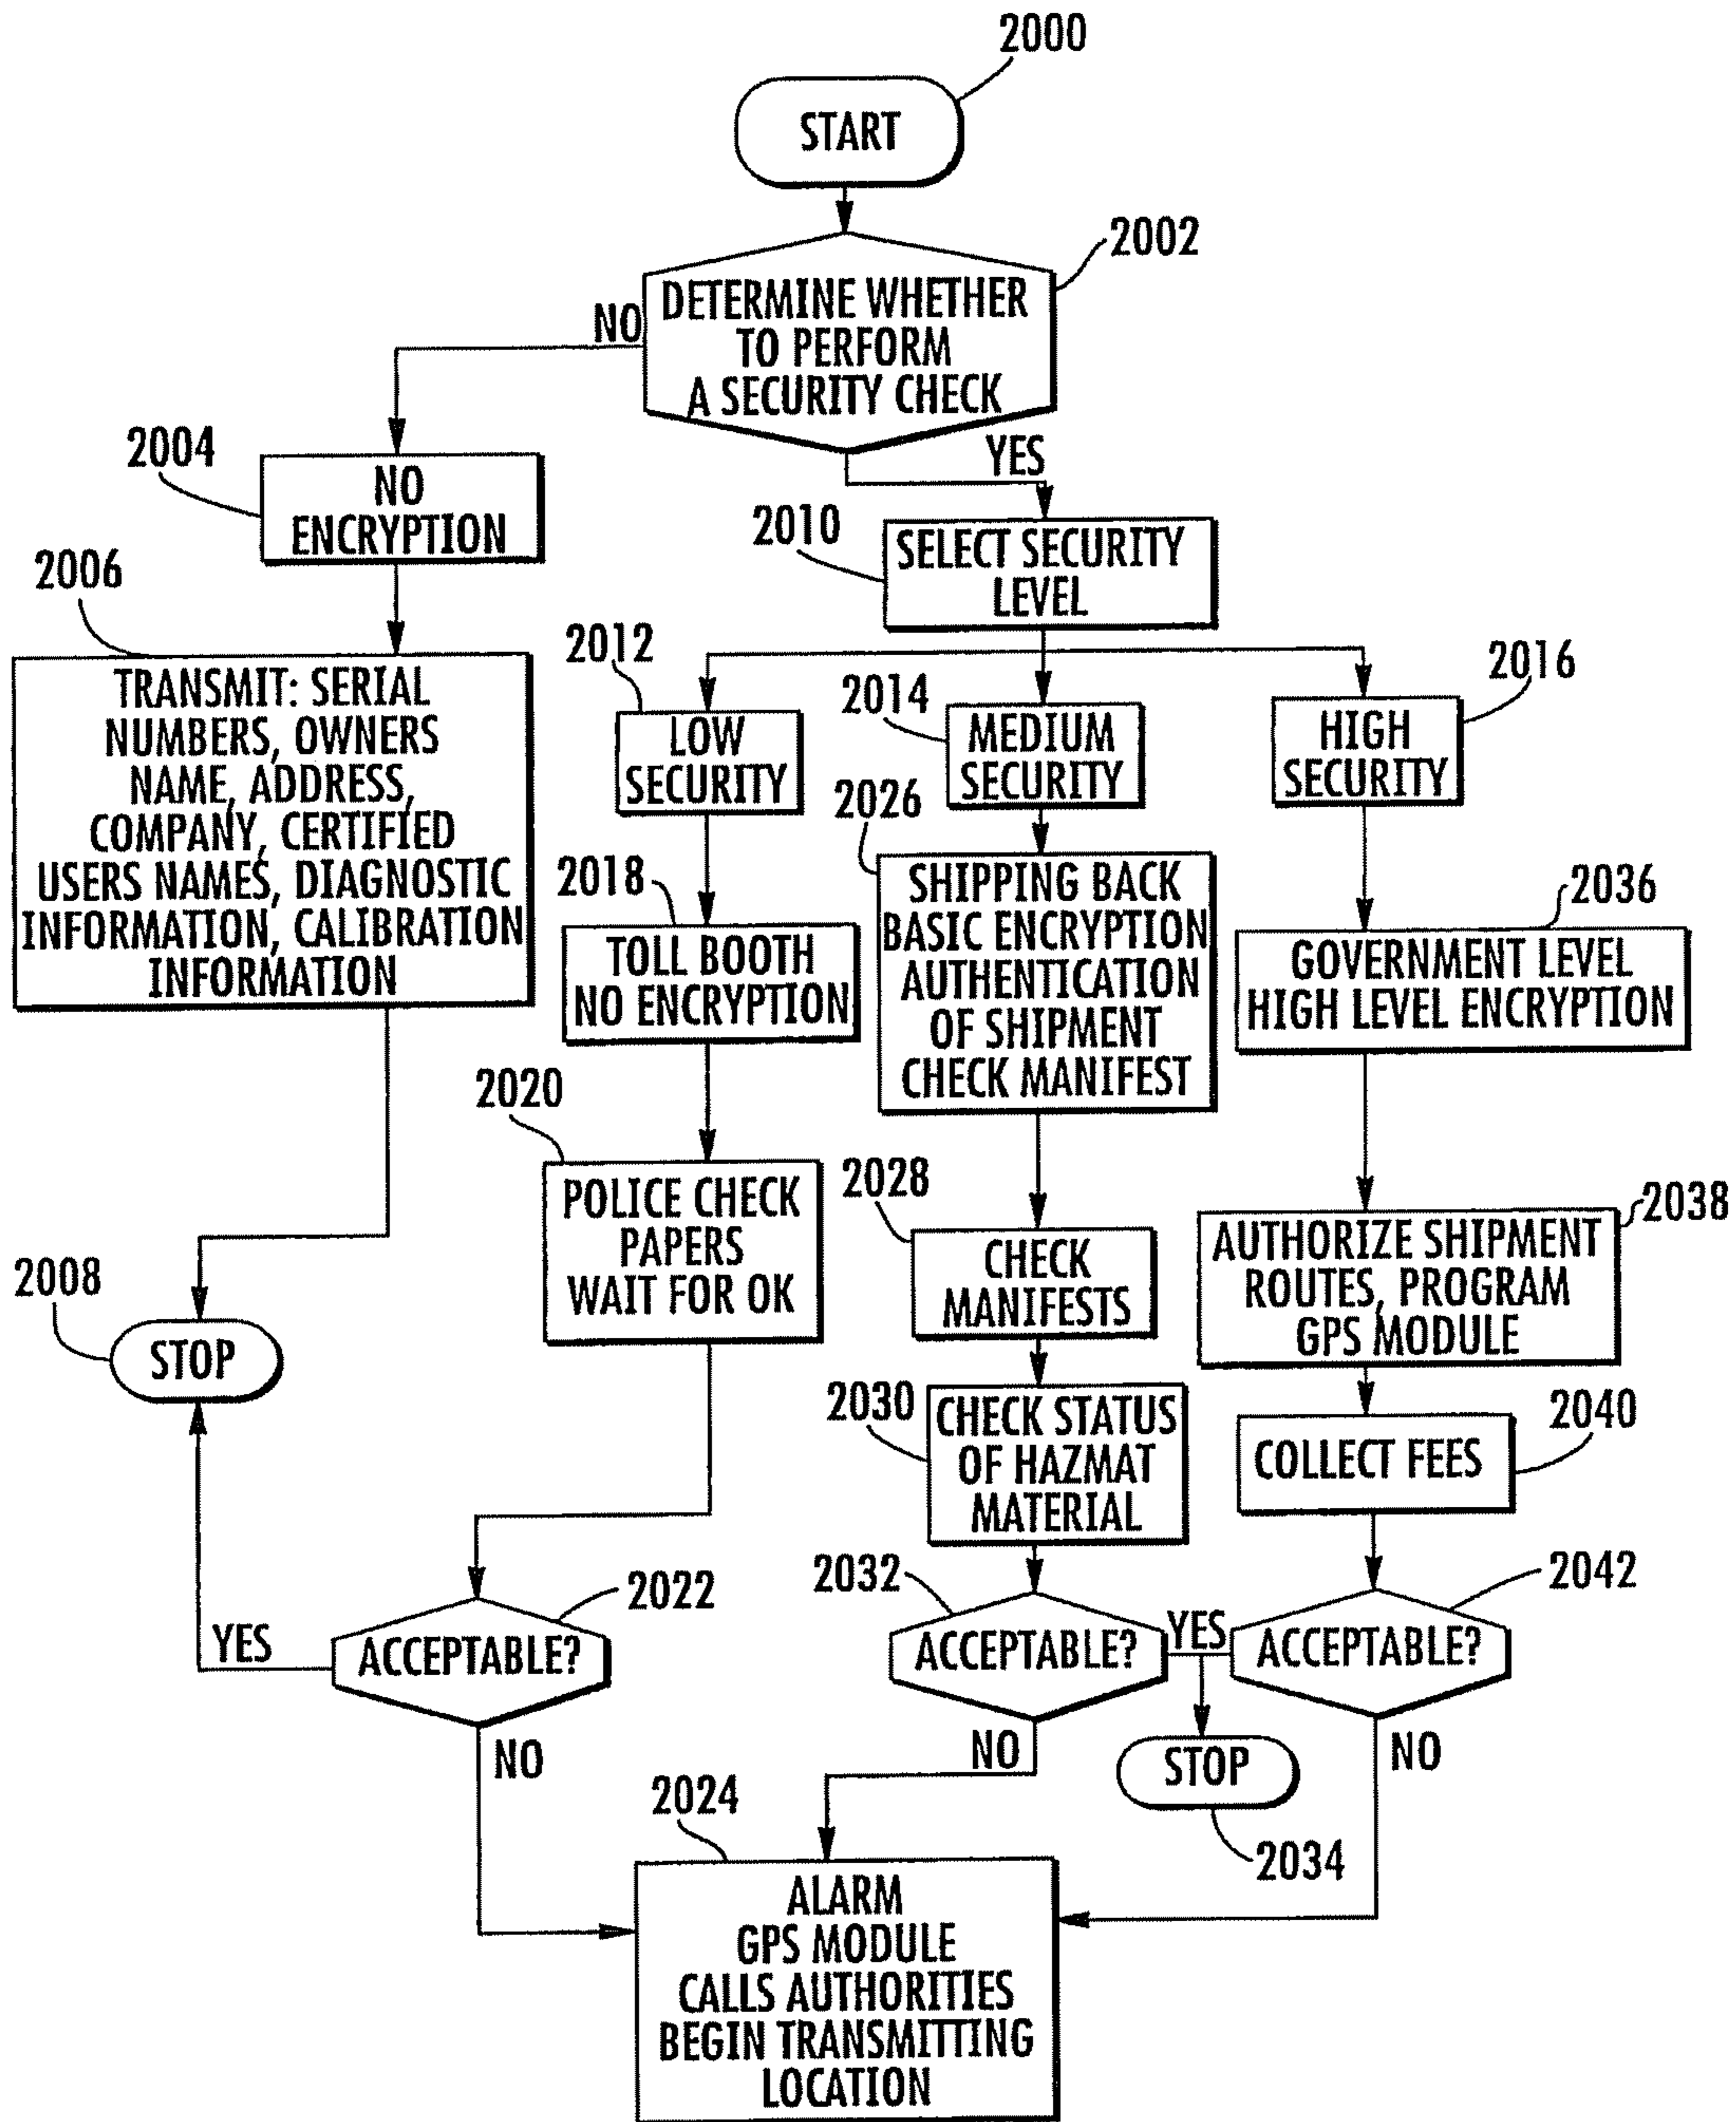 2000
START
2002
DETERMINE WHETHER
TO PERFORM
A SECURITY CHECK
NO
YES
2004
NO
ENCRYPTION
2010
SELECT SECURITY
LEVEL
2006
TRANSMIT: SERIAL
NUMBERS, OWNERS
NAME, ADDRESS,
COMPANY, CERTIFIED
USERS NAMES, DIAGNOSTIC
INFORMATION, CALIBRATION
INFORMATION
2012
LOW
SECURITY
2014
MEDIUM
SECURITY
2016
HIGH
SECURITY
2018
TOLL BOOTH
NO ENCRYPTION
2026
SHIPPING BACK
BASIC ENCRYPTION
AUTHENTICATION
OF SHIPMENT
CHECK MANIFEST
2036
GOVERNMENT LEVEL
HIGH LEVEL ENCRYPTION
2020
POLICE CHECK
PAPERS
WAIT FOR OK
2028
CHECK
MANIFESTS
2038
AUTHORIZE SHIPMENT
ROUTES, PROGRAM
GPS MODULE
2008
STOP
2030
CHECK STATUS
OF HAZMAT
MATERIAL
2040
COLLECT FEES
2022
ACCEPTABLE?
YES
NO
2032
ACCEPTABLE?
YES
NO
2042
ACCEPTABLE?
NO
STOP
2034
2024
ALARM
GPS MODULE
CALLS AUTHORITIES
BEGIN TRANSMITTING
LOCATION